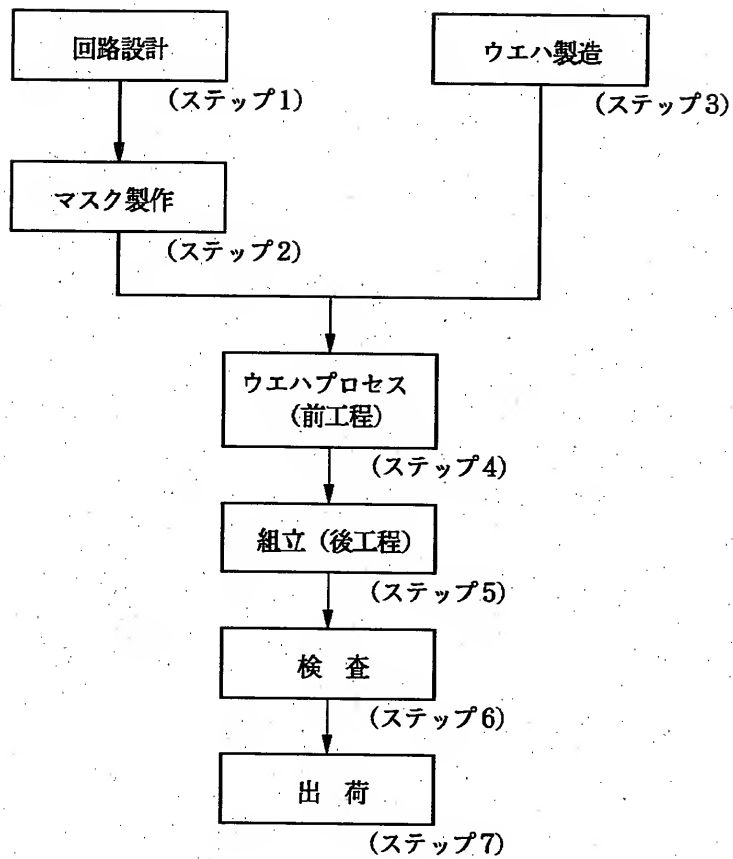 回路設計
(ステップ1)
ウエハ製造
(ステップ3)
マスク製作
(ステップ2)
ウエハプロセス
(前工程)
(ステップ4)
組立(後工程)
(ステップ5)
検 査
(ステップ6)
出 荷
(ステップ7)